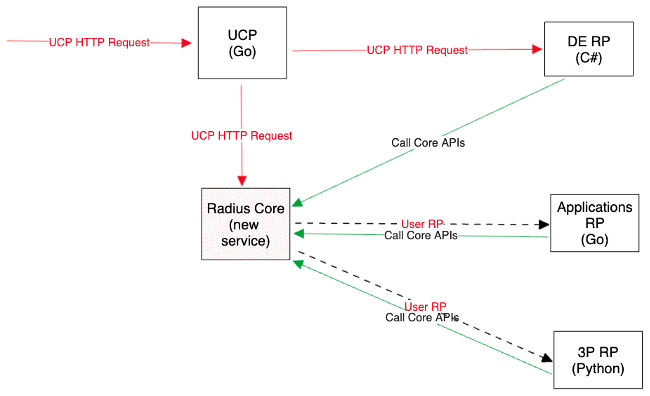 UCP
(Go)
UCP HTTP Request
UCP HTTP Request
DE RP
(C#)
UCP HTTP Request
Call Core APIs
Radius Core
(new
service)
User RP
Call Core APIs
Applications
RP
(Go)
User RP
Call Core APIs
3P RP
(Python)